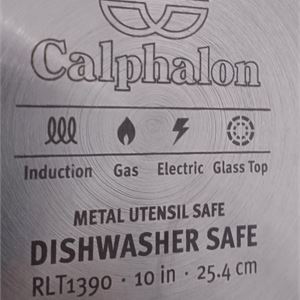 Calphalon
Induction Gas Electric Glass Top
METAL UTENSIL SAFE
DISHWASHER SAFE
RLT1390 · 10 in · 25.4 cm